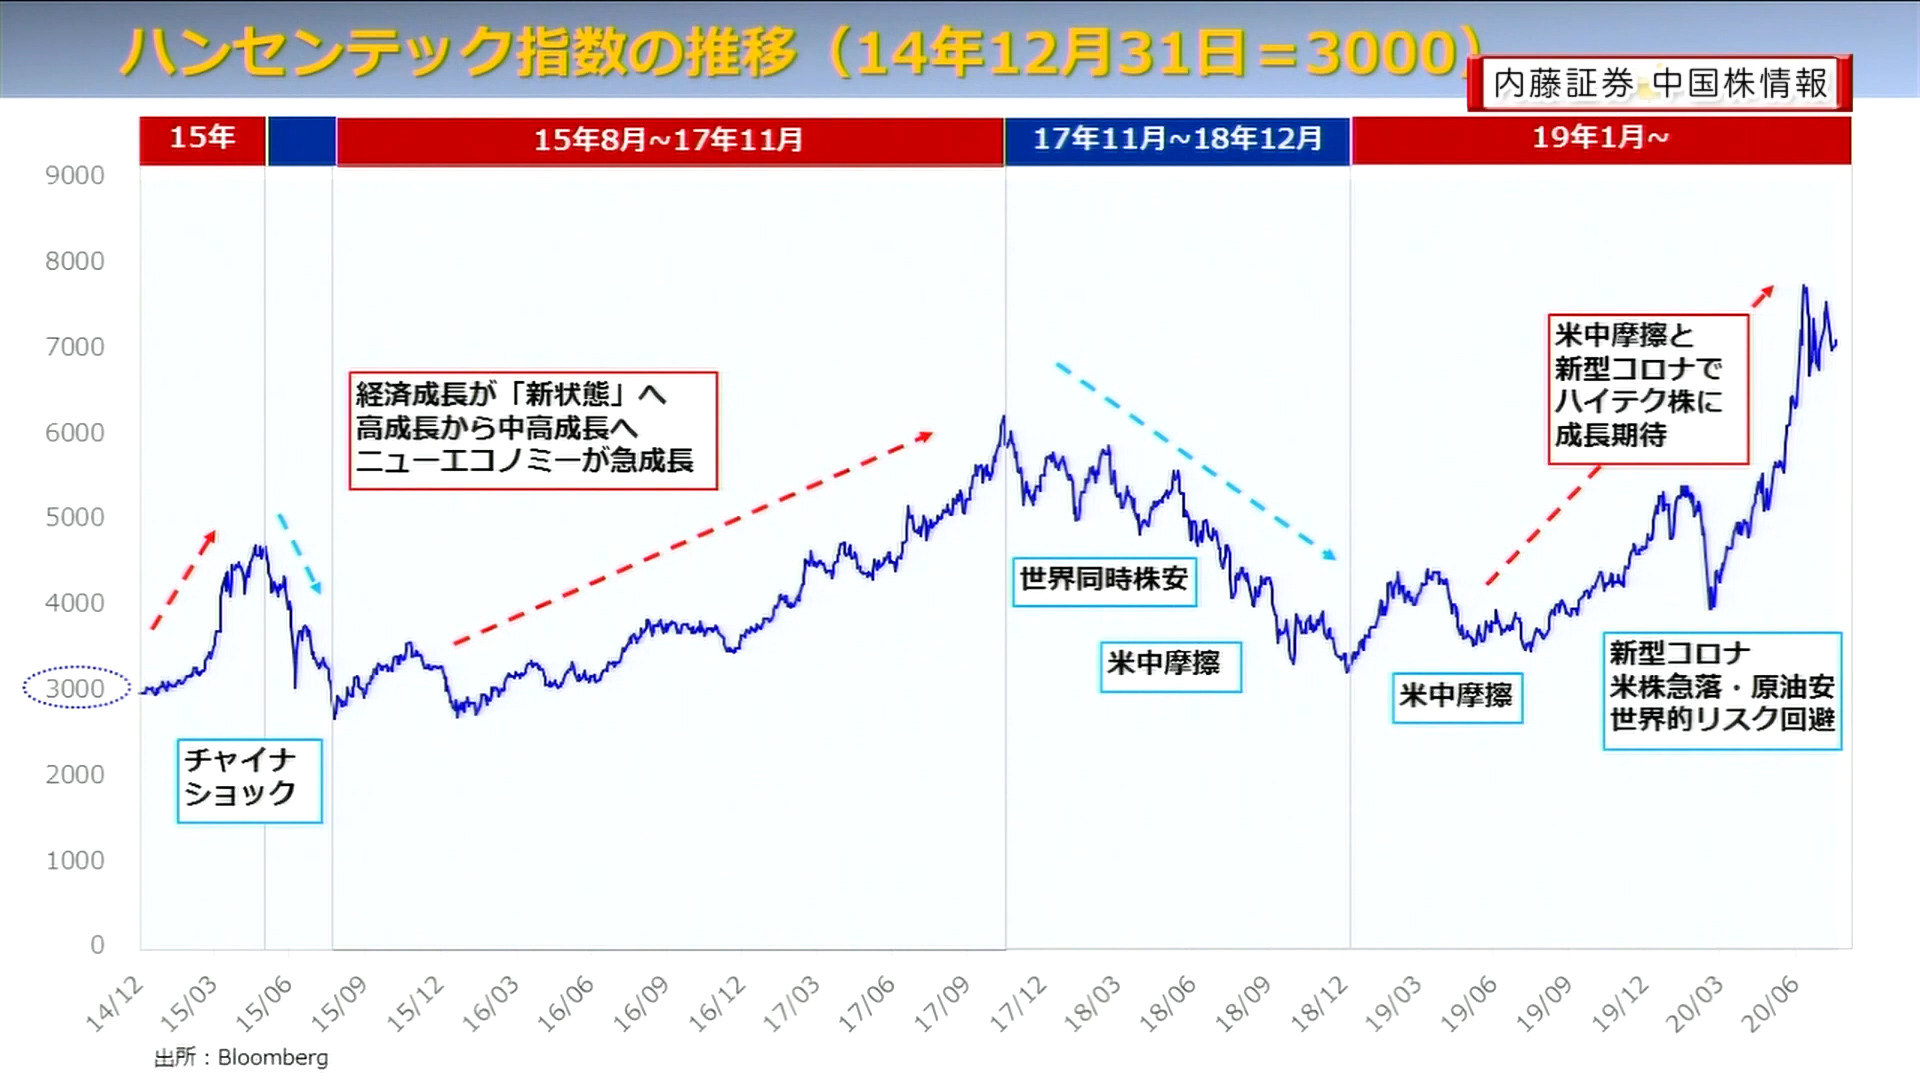 ハンセンテック指数の推移（14年12月31日＝3000）
内藤証券 中国株情報
15年
15年8月~17年11月
17年11月~18年12月
19年1月~
9000
8000
7000
6000
5000
4000
3000
2000
1000
0
経済成長が「新状態」へ
高成長から中高成長へ
ニューエコノミーが急成長
米中摩擦と
新型コロナで
ハイテク株に
成長期待
世界同時株安
米中摩擦
米中摩擦
新型コロナ
米株急落・原油安
世界的リスク回避
チャイナ
ショック
14/12
15/03
15/06
15/09
15/12
16/03
16/06
16/09
16/12
17/03
17/06
17/09
17/12
18/03
18/06
18/09
18/12
19/03
19/06
19/09
19/12
20/03
20/06
出所：Bloomberg